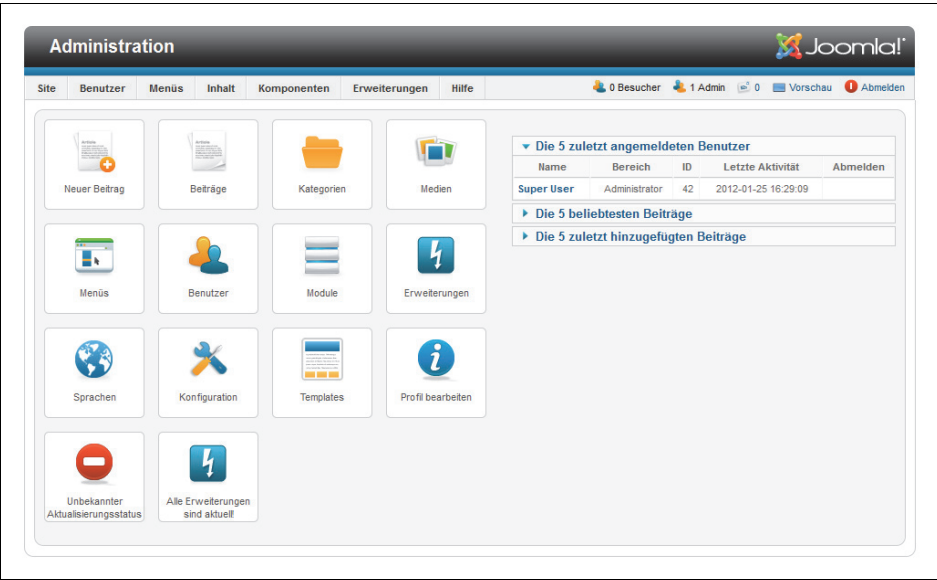 Administration
Joomla!
Site Benutzer Menüs Inhalt Komponenten Erweiterungen Hilfe
0 Besucher 1 Admin 0 Vorschau Abmelden
Neuer Beitrag Beiträge Kategorien Medien
Die 5 zuletzt angemeldeten Benutzer
Name Bereich ID Letzte Aktivität Abmelden
Super User Administrator 42 2012-01-25 16:29:09
Die 5 beliebtesten Beiträge
Die 5 zuletzt hinzugefügten Beiträge
Menüs Benutzer Module Erweiterungen
Sprachen Konfiguration Templates Profil bearbeiten
Unbekannter
Aktualisierungsstatus
Alle Erweiterungen
sind aktuell!